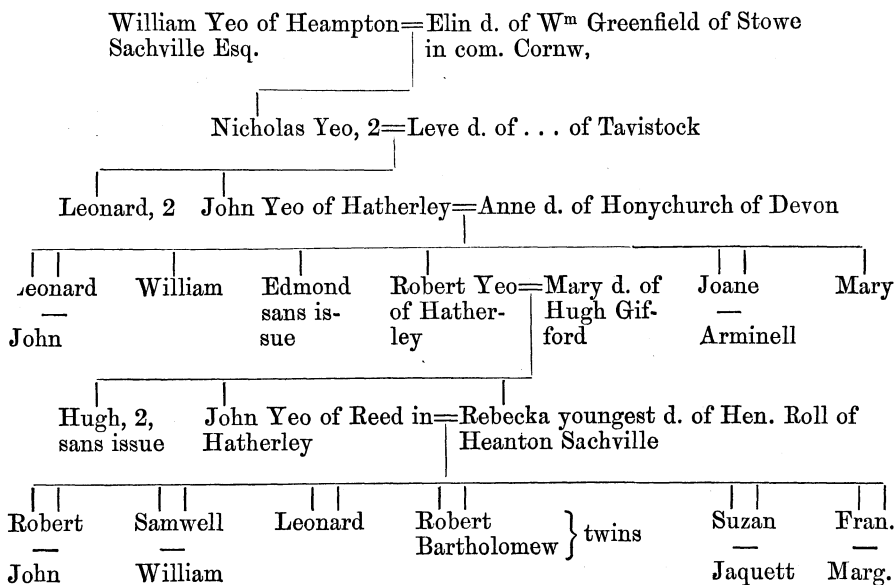 William Yeo of Heampton=Elin d. of Wᵐ Greenfield of Stowe
Sachville Esq. in com. Cornw,
Nicholas Yeo, 2=Leve d. of . . . of Tavistock
Leonard, 2 John Yeo of Hatherley=Anne d. of Honychurch of Devon
Leonard William Edmond Robert Yeo=Mary d. of Joane Mary
sans is- of Hather- Hugh Gif-
John sue ley ford Arminell
Hugh, 2, John Yeo of Reed in=Rebecka youngest d. of Hen. Roll of
sans issue Hatherley Heanton Sachville
Robert Samwell Leonard Robert Suzan Fran.
Bartholomew } twins
John William Jaquett Marg.